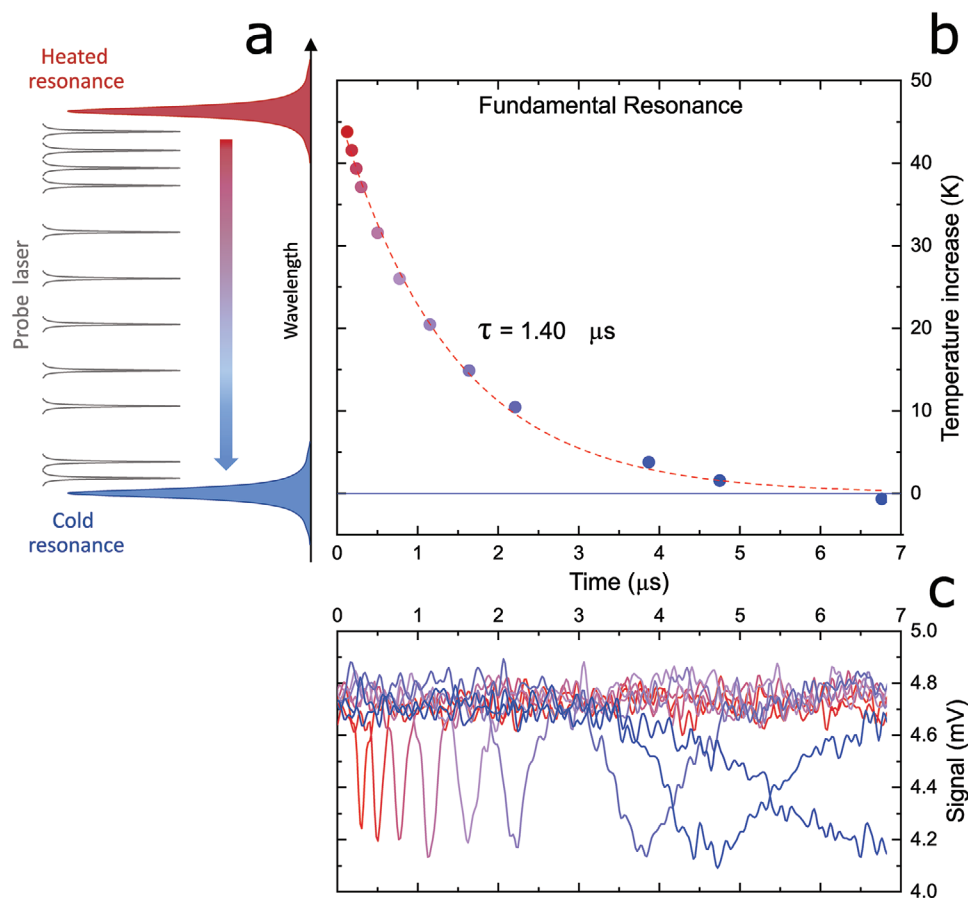 a
Heated
resonance
Probe laser
Wavelength
Cold
resonance
b
Fundamental Resonance
τ = 1.40 μs
50
40
30
20
10
0
Temperature increase (K)
0 1 2 3 4 5 6 7
Time (μs)
c
0 1 2 3 4 5 6 7
5.0
4.8
4.6
4.4
4.2
4.0
Signal (mV)